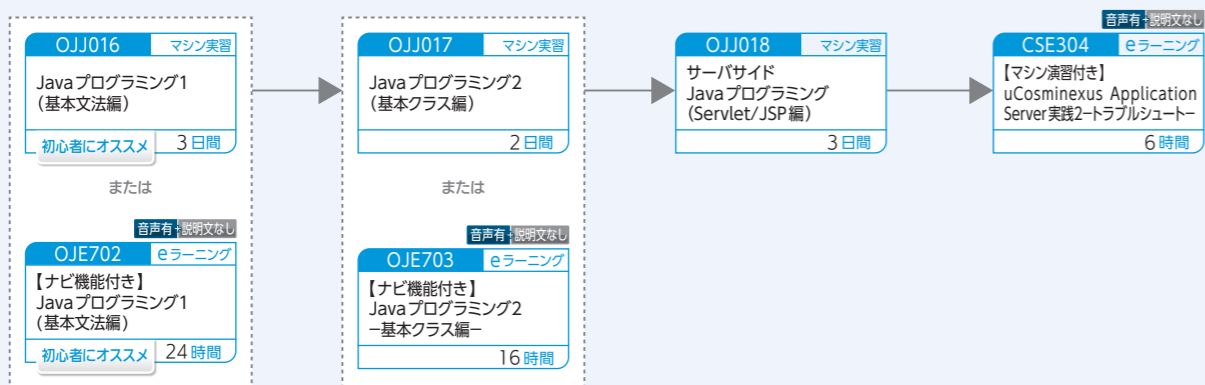 OJJ016 マシン実習
Javaプログラミング1
（基本文法編）
初心者にオススメ 3日間
または
音声有+説明文なし
OJE702 eラーニング
【ナビ機能付き】
Javaプログラミング1
（基本文法編）
初心者にオススメ 24時間
OJJ017 マシン実習
Javaプログラミング2
（基本クラス編）
2日間
または
音声有+説明文なし
OJE703 eラーニング
【ナビ機能付き】
Javaプログラミング2
－基本クラス編－
16時間
OJJ018 マシン実習
サーバサイド
Javaプログラミング
（Servlet/JSP編）
3日間
音声有+説明文なし
CSE304 eラーニング
【マシン演習付き】
uCosminexus Application
Server実践2－トラブルシュート－
6時間